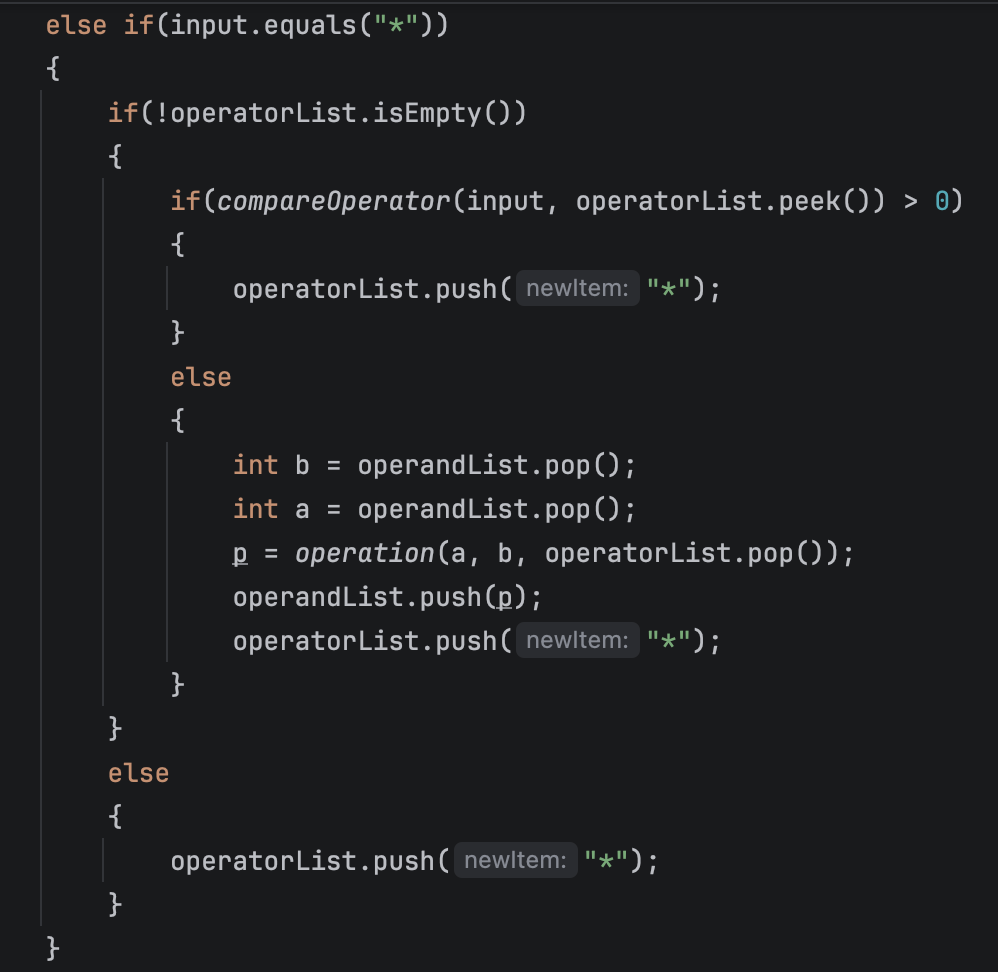 else if(input.equals("*"))
{
if(!operatorList.isEmpty())
{
if(compareOperator(input, operatorList.peek()) > 0)
{
operatorList.push( newItem: "*");
}
else
{
int b = operandList.pop();
int a = operandList.pop();
p = operation(a, b, operatorList.pop());
operandList.push(p);
operatorList.push( newItem: "*");
}
}
else
{
operatorList.push( newItem: "*");
}
}